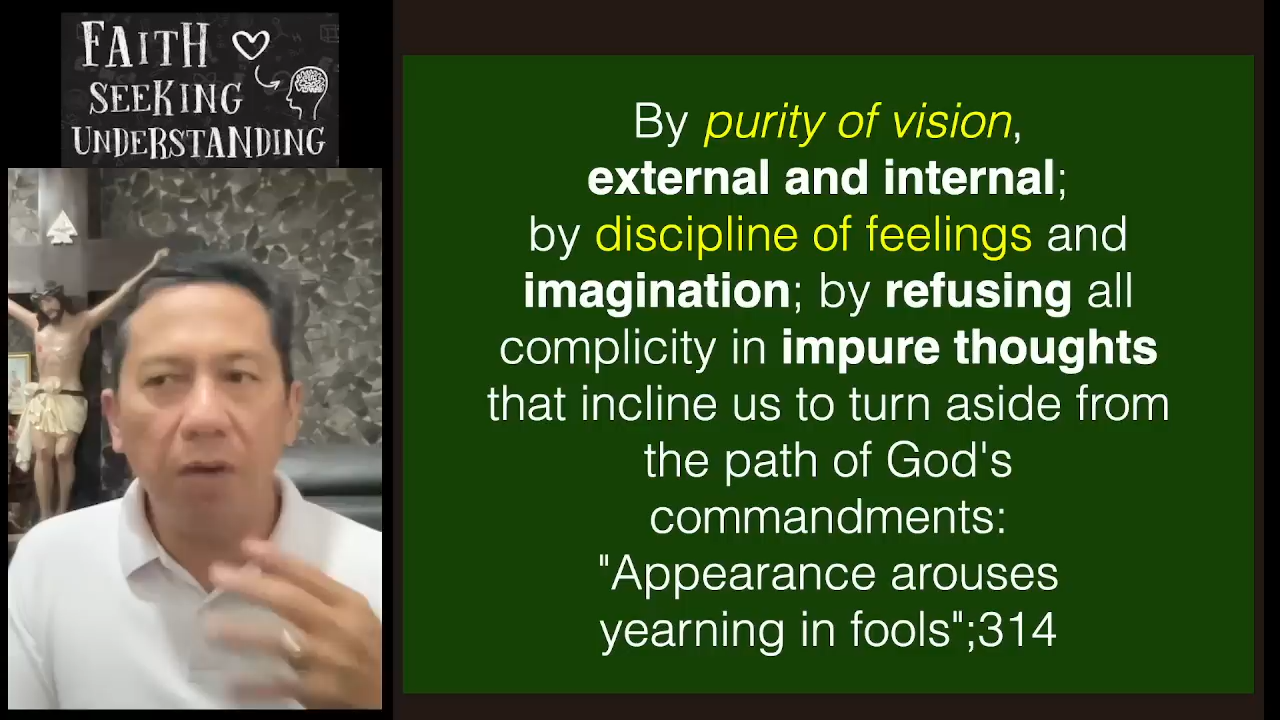 FAITH
SEEKING
UNDERSTANDING
By purity of vision,
external and internal;
by discipline of feelings and
imagination; by refusing all
complicity in impure thoughts
that incline us to turn aside from
the path of God's
commandments:
"Appearance arouses
yearning in fools";314